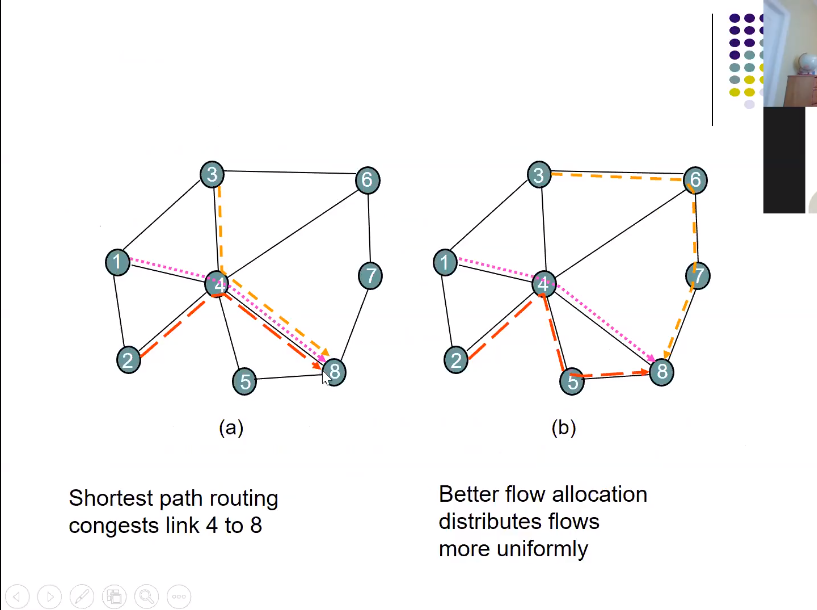 3
6
1
4
7
2
5
8
(a)
Shortest path routing
congests link 4 to 8
3
6
1
4
7
2
5
8
(b)
Better flow allocation
distributes flows
more uniformly